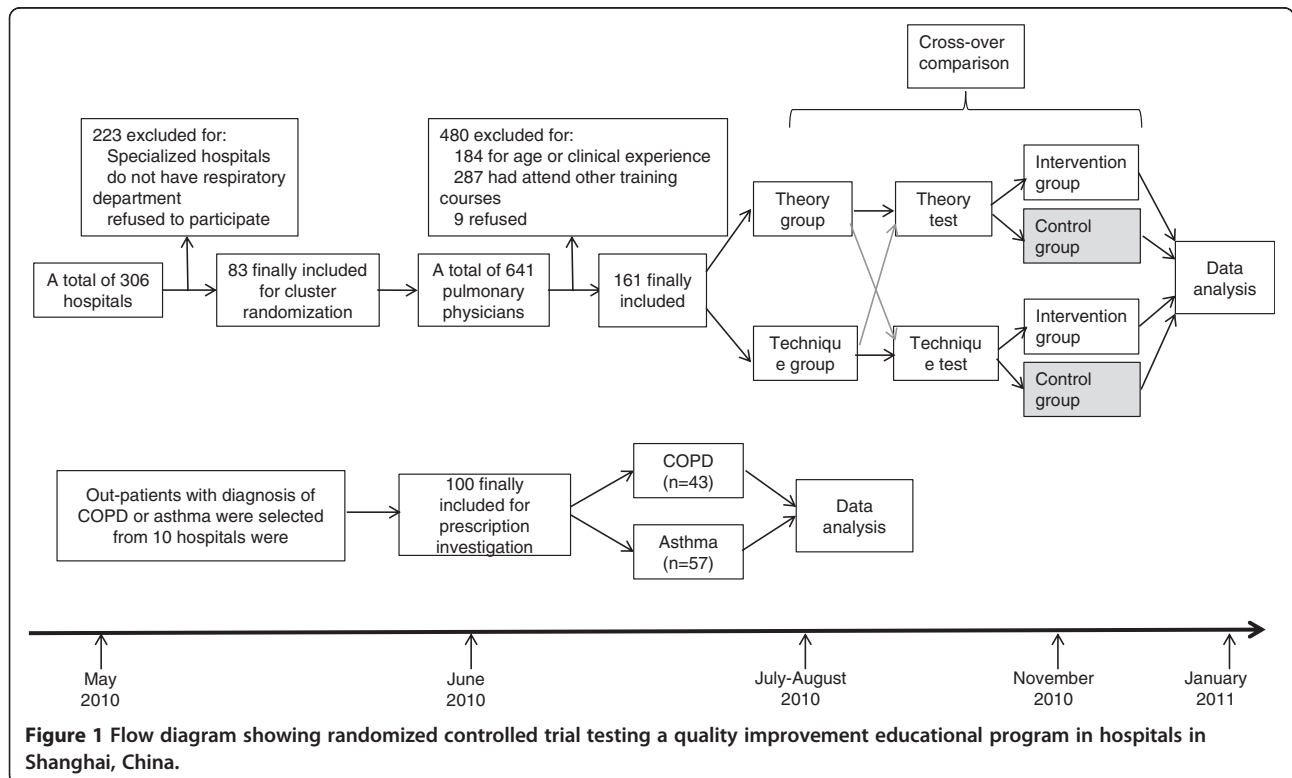 Cross-over
comparison
223 excluded for:
Specialized hospitals
do not have respiratory
department
refused to participate
480 excluded for:
184 for age or clinical experience
287 had attend other training
courses
9 refused
A total of 306
hospitals
83 finally included
for cluster
randomization
A total of 641
pulmonary
physicians
161 finally
included
Theory
group
Theory
test
Intervention
group
Control
group
Techniqu
e group
Techniqu
e test
Intervention
group
Control
group
Data
analysis
Out-patients with diagnosis of
COPD or asthma were selected
from 10 hospitals were
100 finally
included for
prescription
investigation
COPD
(n=43)
Asthma
(n=57)
Data
analysis
May
2010
June
2010
July-August
2010
November
2010
January
2011
Figure 1 Flow diagram showing randomized controlled trial testing a quality improvement educational program in hospitals in
Shanghai, China.